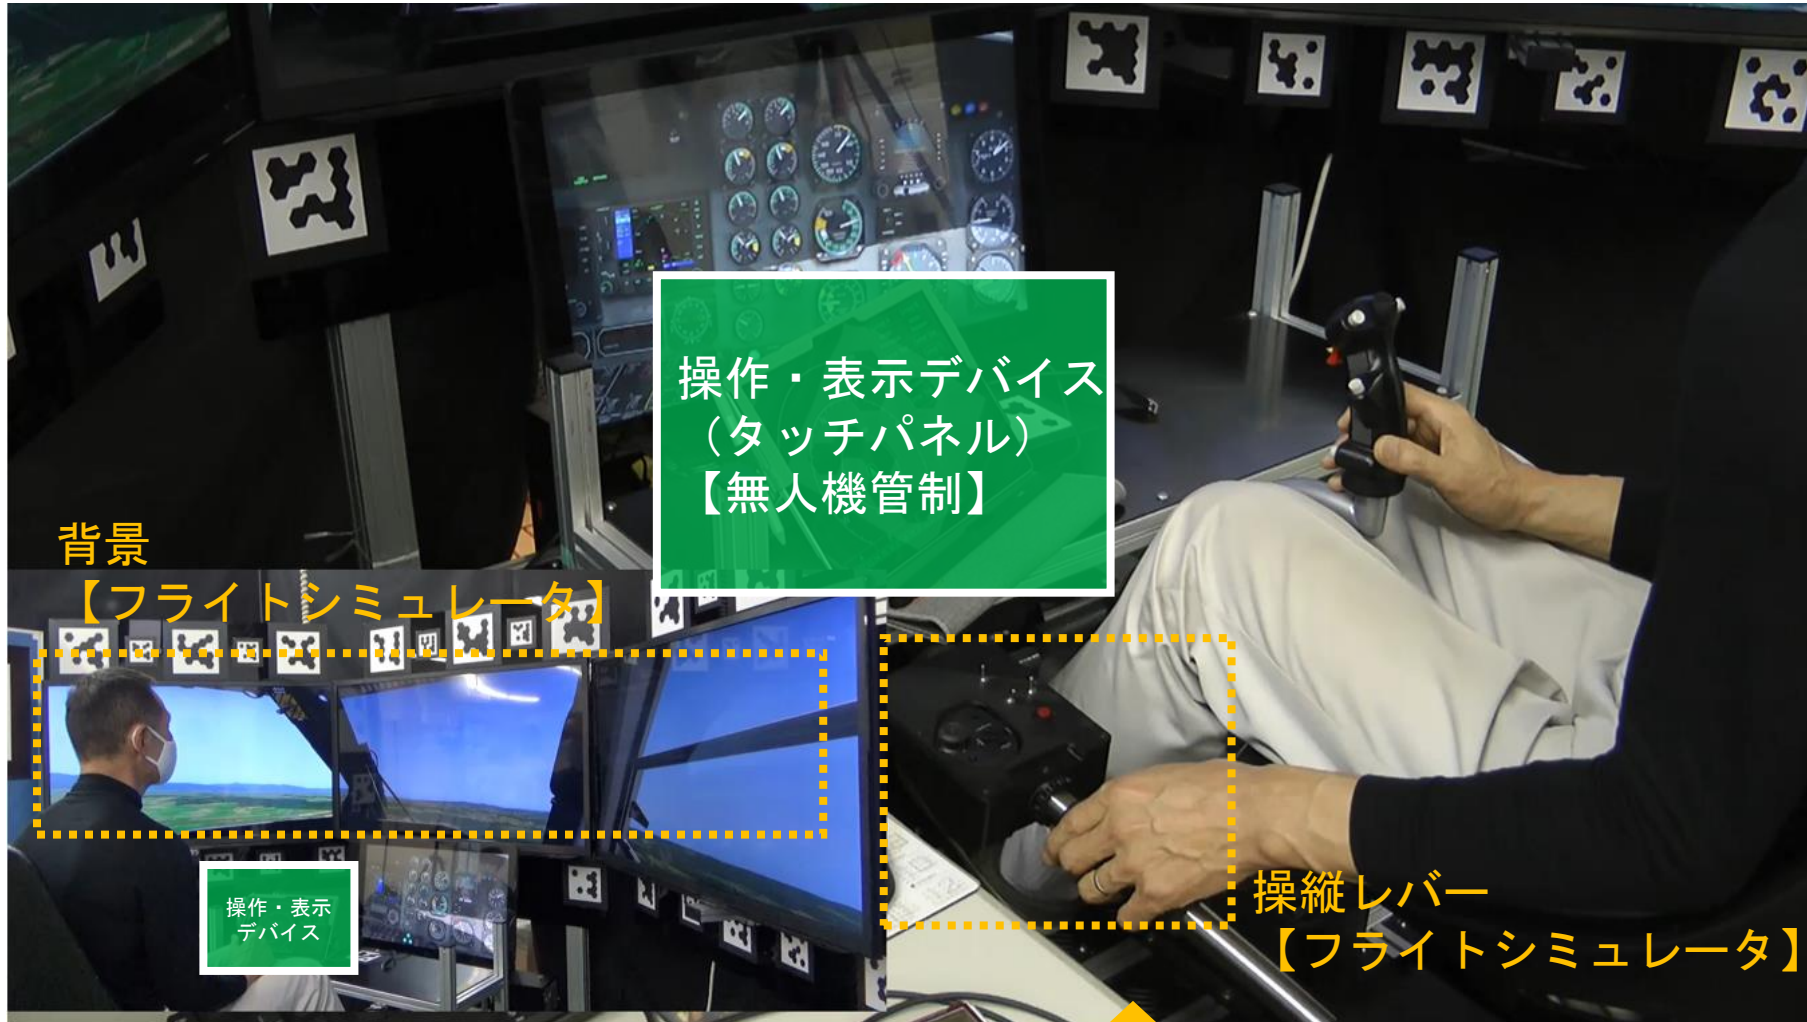 操作・表示デバイス
（タッチパネル）
【無人機管制】
背景
【フライトシミュレータ】
操作・表示
デバイス
操縦レバー
【フライトシミュレータ】